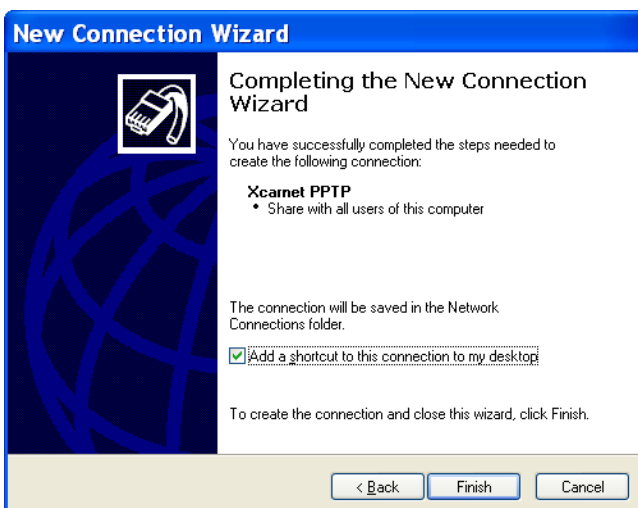 New Connection Wizard
Completing the New Connection
Wizard
You have successfully completed the steps needed to
create the following connection:
Xcarnet PPTP
• Share with all users of this computer
The connection will be saved in the Network
Connections folder.
Add a shortcut to this connection to my desktop
To create the connection and close this wizard, click Finish.
< Back Finish Cancel